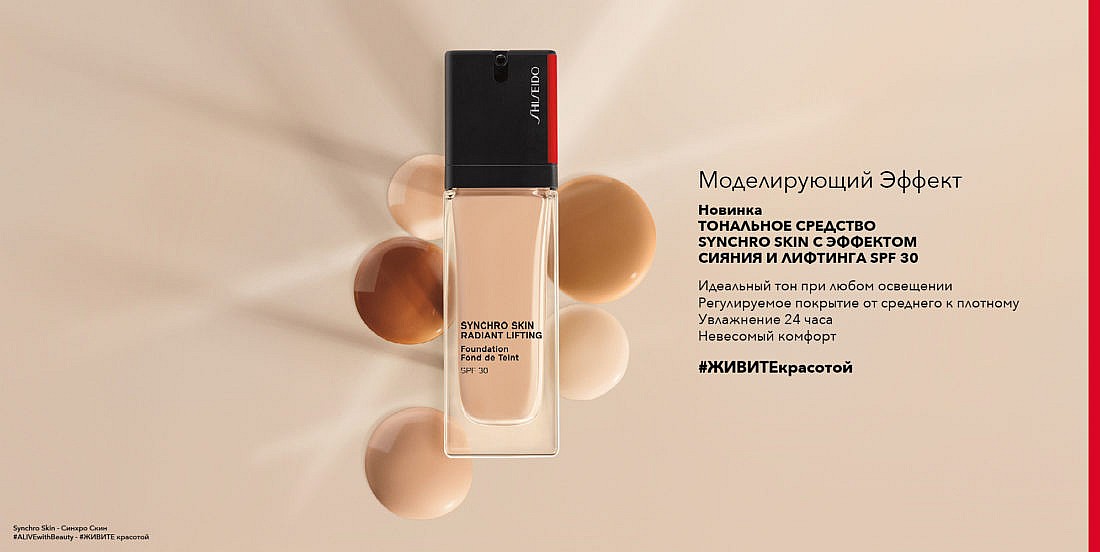 SHISEIDO
SYNCHRO SKIN
RADIANT LIFTING
Foundation
Fond de Teint
SPF 30
Моделирующий Эффект
Новинка
ТОНАЛЬНОЕ СРЕДСТВО
SYNCHRO SKIN С ЭФФЕКТОМ
СИЯНИЯ И ЛИФТИНГА SPF 30
Идеальный тон при любом освещении
Регулируемое покрытие от среднего к плотному
Увлажнение 24 часа
Невесомый комфорт
#ЖИВИТЕкрасотой
Synchro Skin - Синхро Скин
#ALIVEwithBeauty - #ЖИВИТЕ красотой